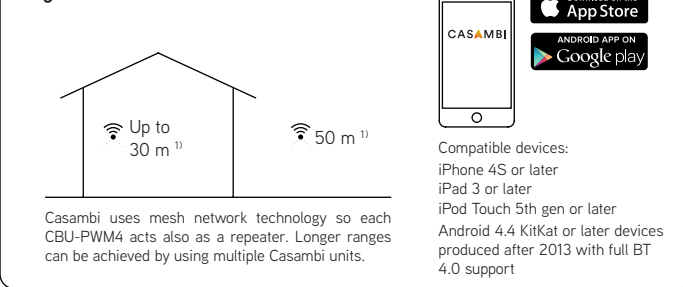 Up to
30 m 1)
50 m 1)
Casambi uses mesh network technology so each
CBU-PWM4 acts also as a repeater. Longer ranges
can be achieved by using multiple Casambi units.
CASAMBI
App Store
ANDROID APP ON
Google play
Compatible devices:
iPhone 4S or later
iPad 3 or later
iPod Touch 5th gen or later
Android 4.4 KitKat or later devices
produced after 2013 with full BT
4.0 support